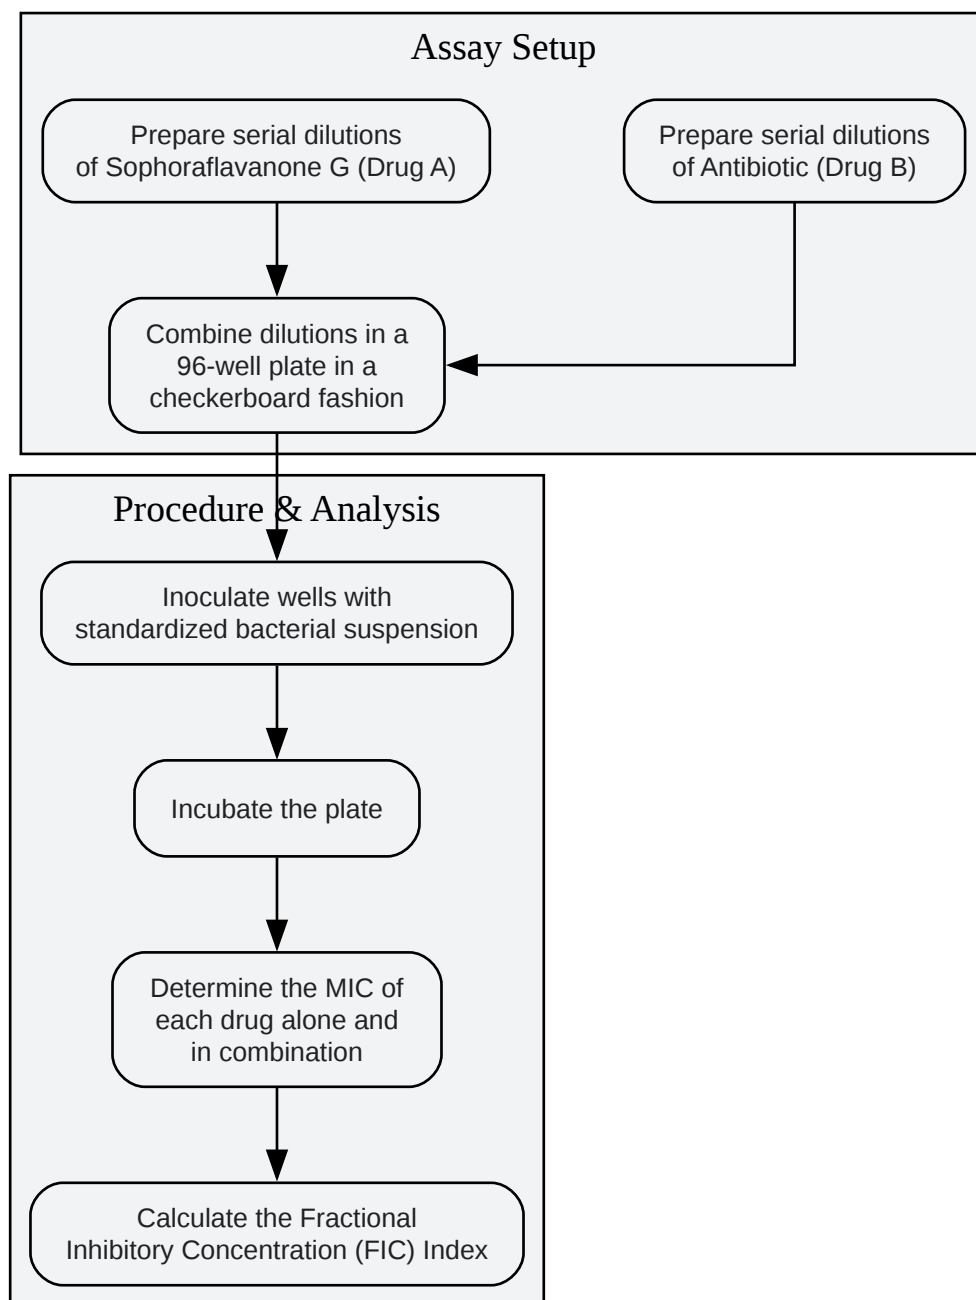 Assay Setup
Prepare serial dilutions
of Sophoraflavanone G (Drug A)
Prepare serial dilutions
of Antibiotic (Drug B)
Combine dilutions in a
96-well plate in a
checkerboard fashion
Procedure & Analysis
Inoculate wells with
standardized bacterial suspension
Incubate the plate
Determine the MIC of
each drug alone and
in combination
Calculate the Fractional
Inhibitory Concentration (FIC) Index